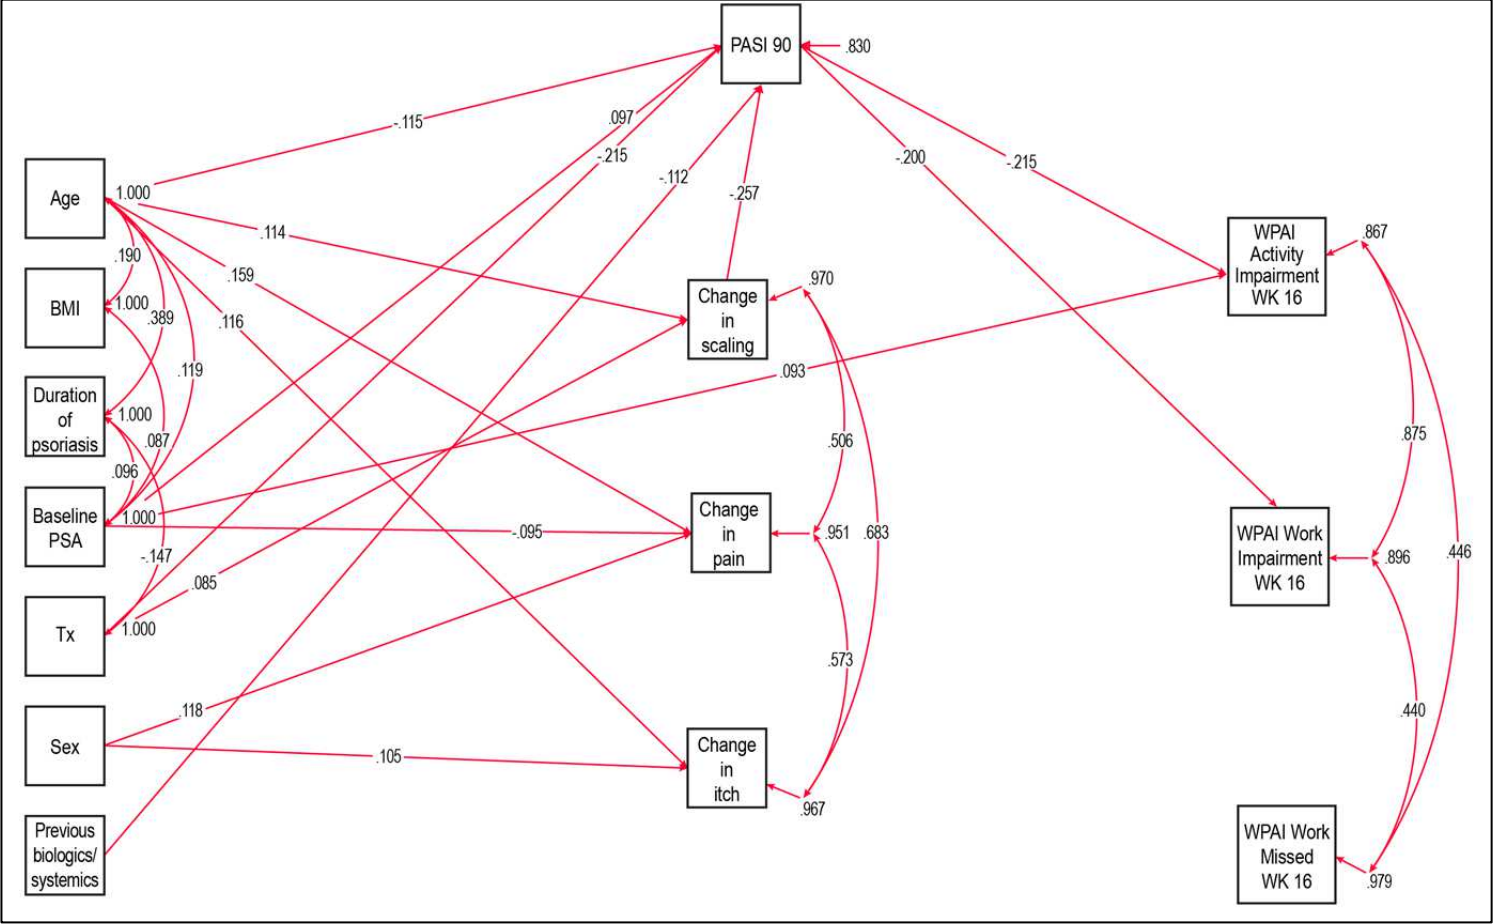 PASI 90
.830
-.115
.097
-.215
-.112
-.257
-.200
-.215
Age
1.000
.190
.114
.159
.116
BMI
1.000
.389
.119
Duration
of
psoriasis
1.000
.087
.096
Baseline
PSA
1.000
-.147
-.095
.093
Tx
1.000
.085
Sex
.118
.105
Previous
biologics/
systemics
Change
in
scaling
.970
.506
Change
in
pain
.951
.683
.573
Change
in
itch
.967
WPAI
Activity
Impairment
WK 16
.867
.875
WPAI Work
Impairment
WK 16
.896
.446
.440
WPAI Work
Missed
WK 16
.979